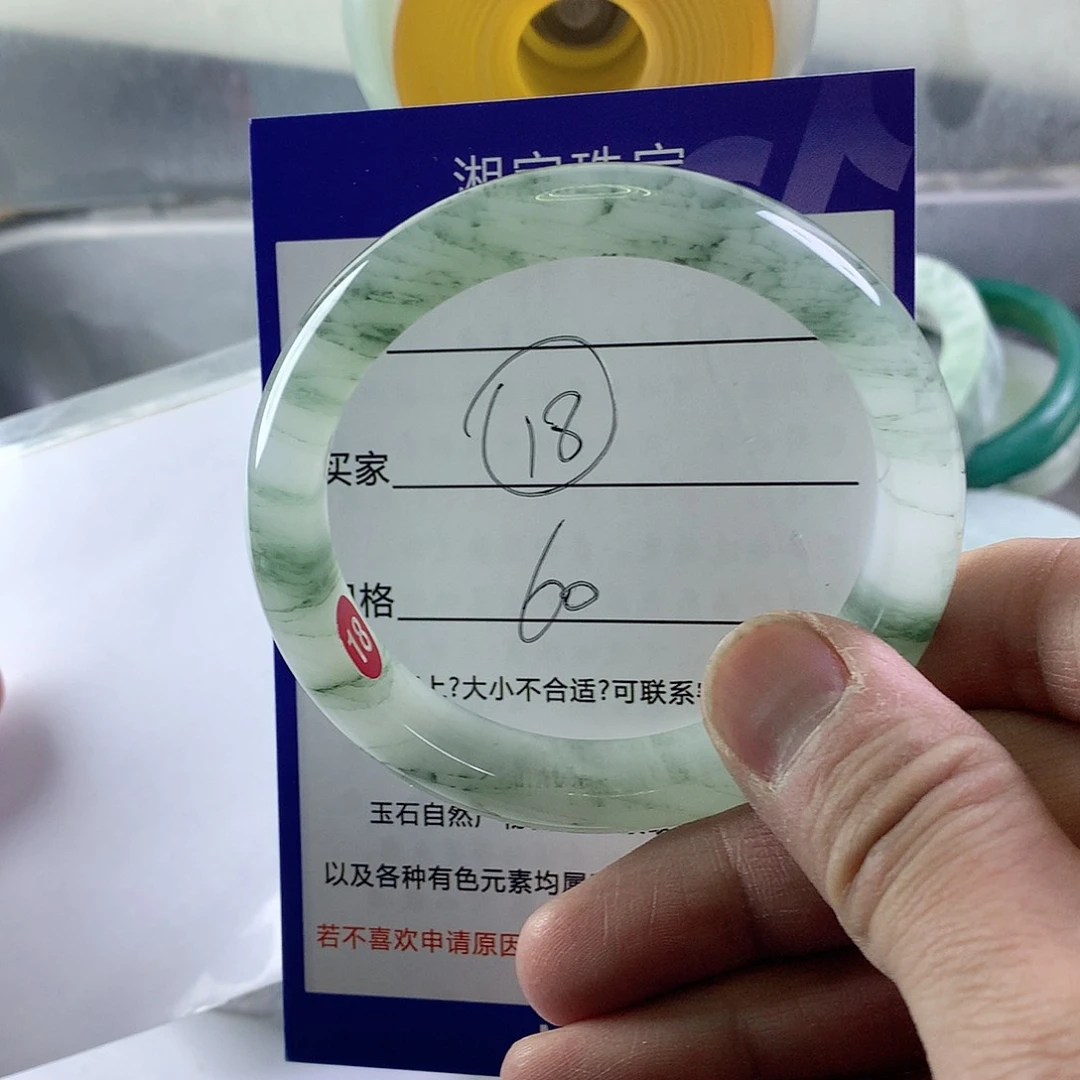 湘宝珠宝
18
买家
60
格
18
上?大小不合适?可联系
玉石自然产
以及各种有色元素均属
若不喜欢申请原因